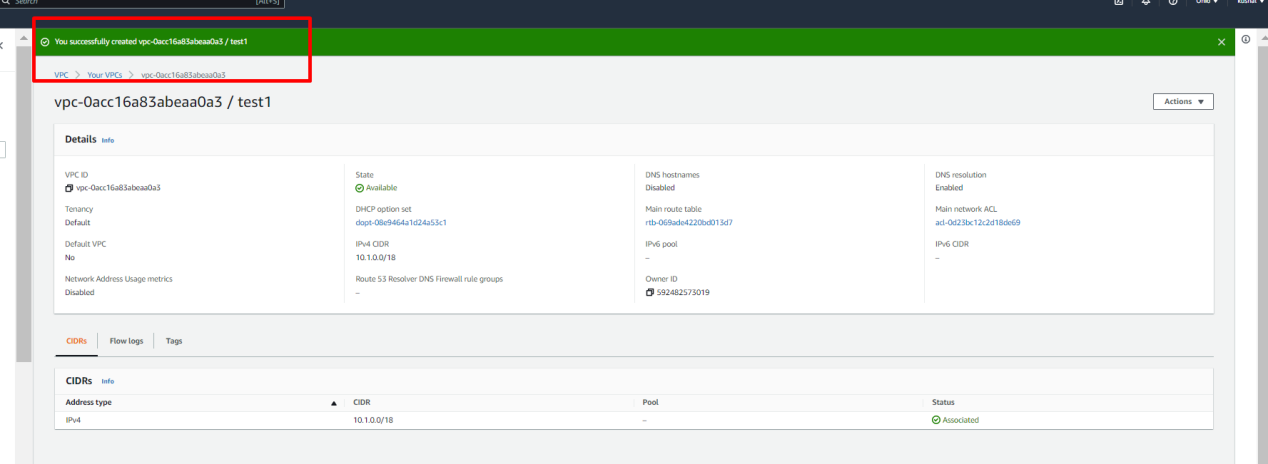 Search [Alt+S] Ohio kushal
You successfully created vpc-0acc16a83abeaa0a3 / test1
VPC > Your VPCs > vpc-0acc16a83abeaa0a3
vpc-0acc16a83abeaa0a3 / test1
Actions
Details Info
VPC ID State DNS hostnames DNS resolution
vpc-0acc16a83abeaa0a3 Available Disabled Enabled
Tenancy DHCP option set Main route table Main network ACL
Default dopt-08e9464a1d24a53c1 rtb-069ade4220bd013d7 acl-0d23bc12c2d18de69
Default VPC IPv4 CIDR IPv6 pool IPv6 CIDR
No 10.1.0.0/18 – –
Network Address Usage metrics Route 53 Resolver DNS Firewall rule groups Owner ID
Disabled – 592482573019
CIDRs Flow logs Tags
CIDRs Info
Address type CIDR Pool Status
IPv4 10.1.0.0/18 – Associated